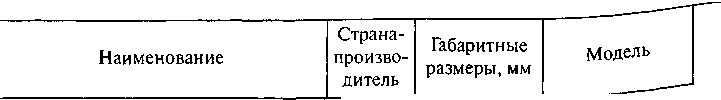 Наименование
Страна-
произво-
дитель
Габаритные
размеры, мм
Модель